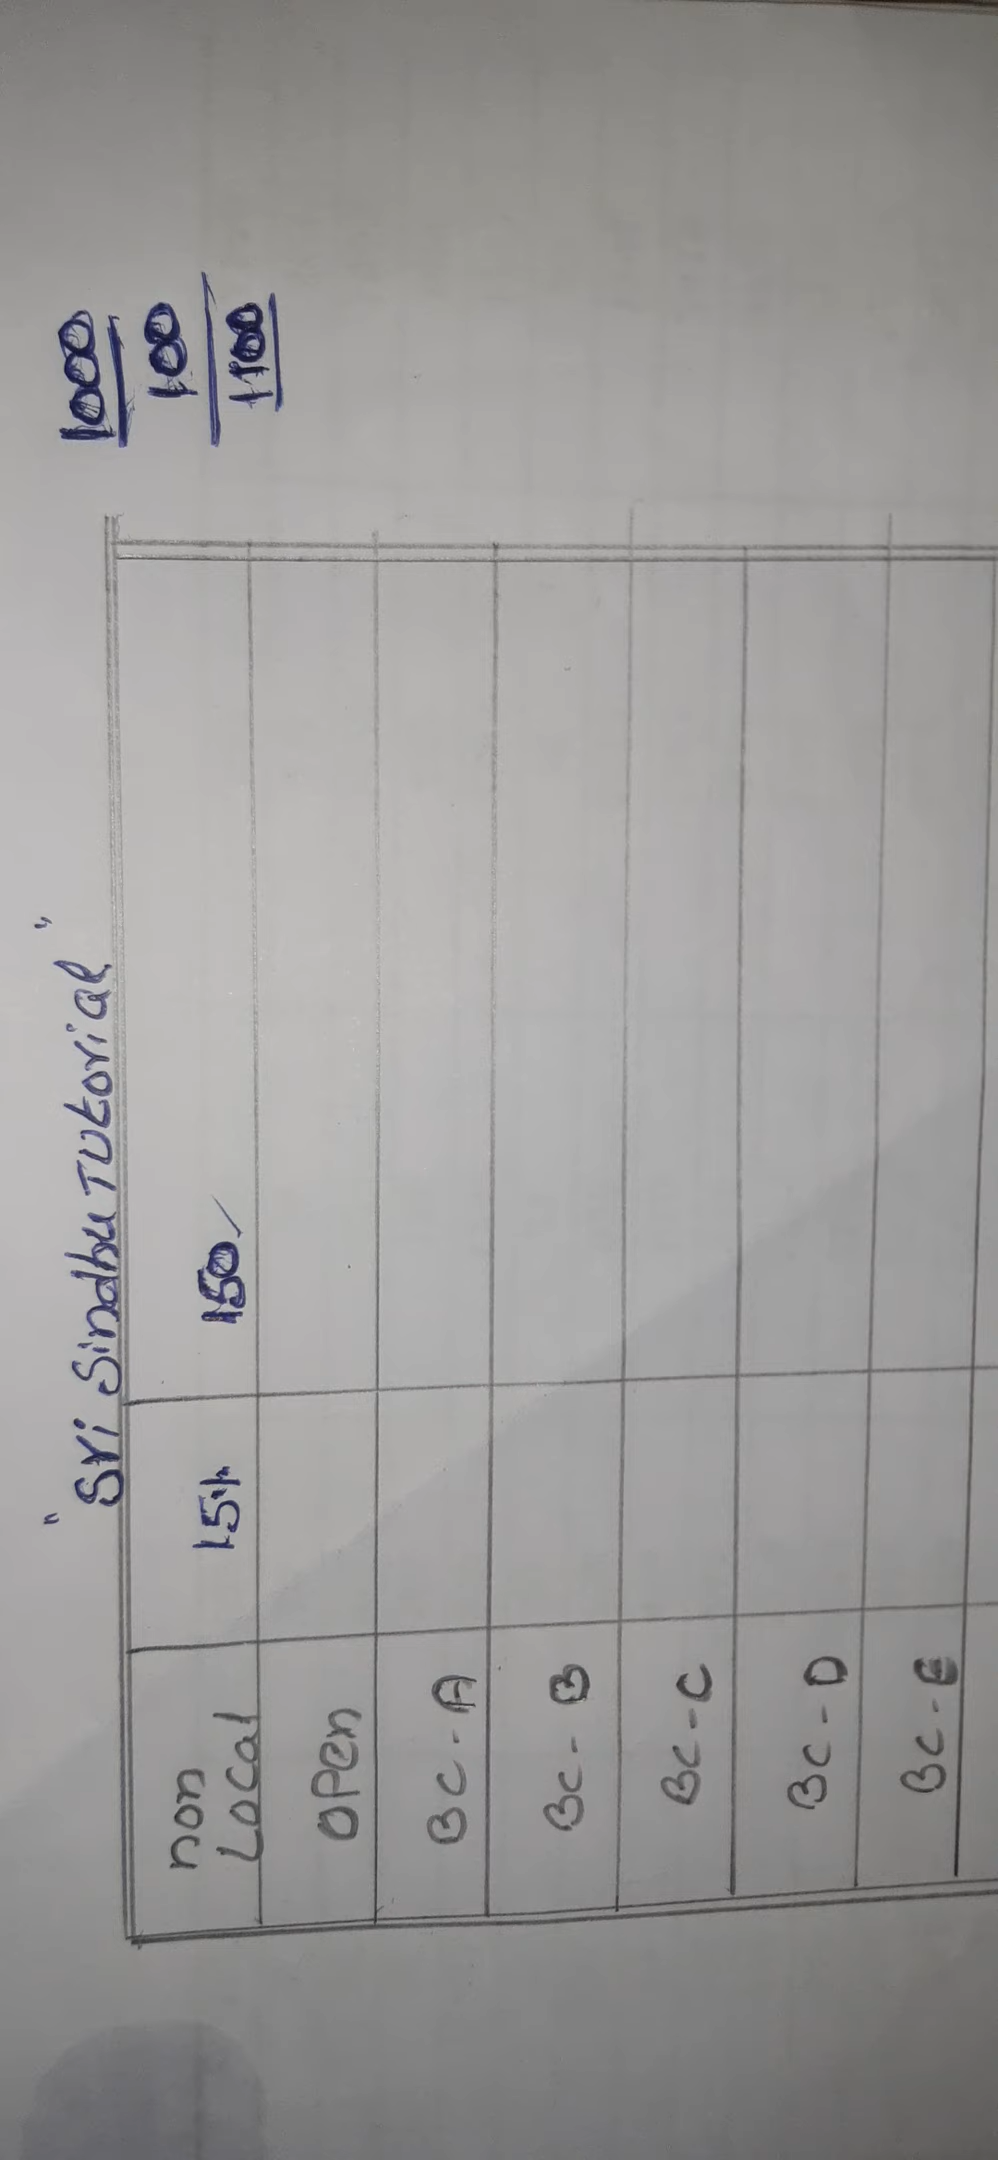 " Sri Sindhu Tutorial "
1000
100
1100
non Local 15% 150
OPen
BC-A
BC-B
BC-C
BC-D
BC-E